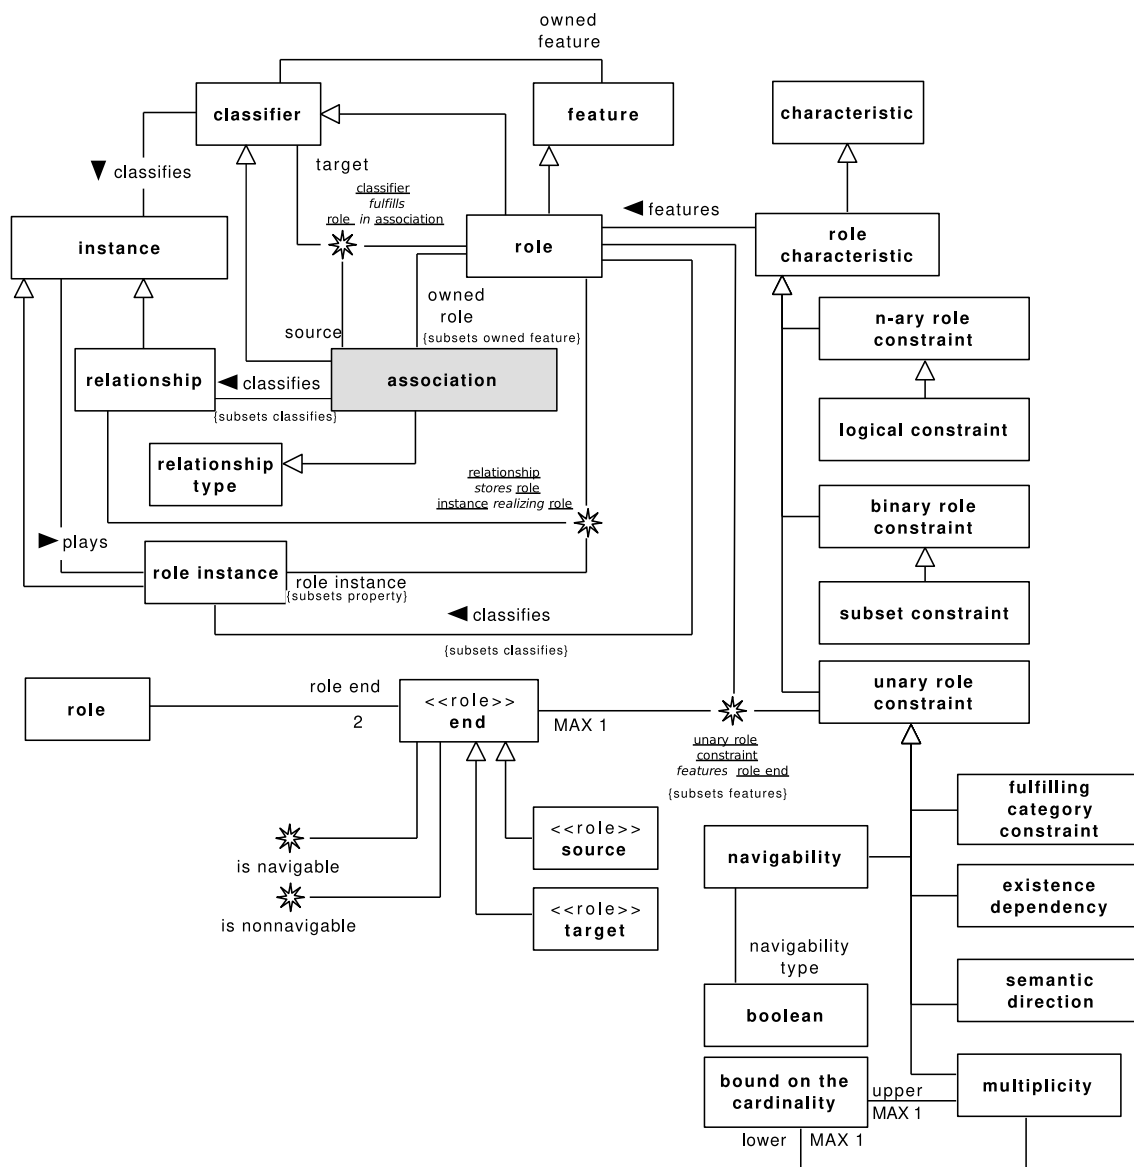 owned
feature
classifier
feature
characteristic
target
classifies
classifier
fulfills
role in association
features
instance
role
role
characteristic
owned
role
{subsets owned feature}
source
n-ary role
constraint
relationship
classifies
{subsets classifies}
association
logical constraint
relationship
type
relationship
stores role
instance realizing role
binary role
constraint
plays
role instance
role instance
{subsets property}
classifies
{subsets classifies}
subset constraint
role
role end
2
<<role>>
end
MAX 1
unary role
constraint
unary role
constraint
features role end
{subsets features}
fulfilling
category
constraint
is navigable
<<role>>
source
navigability
is nonnavigable
<<role>>
target
existence
dependency
navigability
type
semantic
direction
boolean
bound on the
cardinality
upper
MAX 1
multiplicity
lower
MAX 1